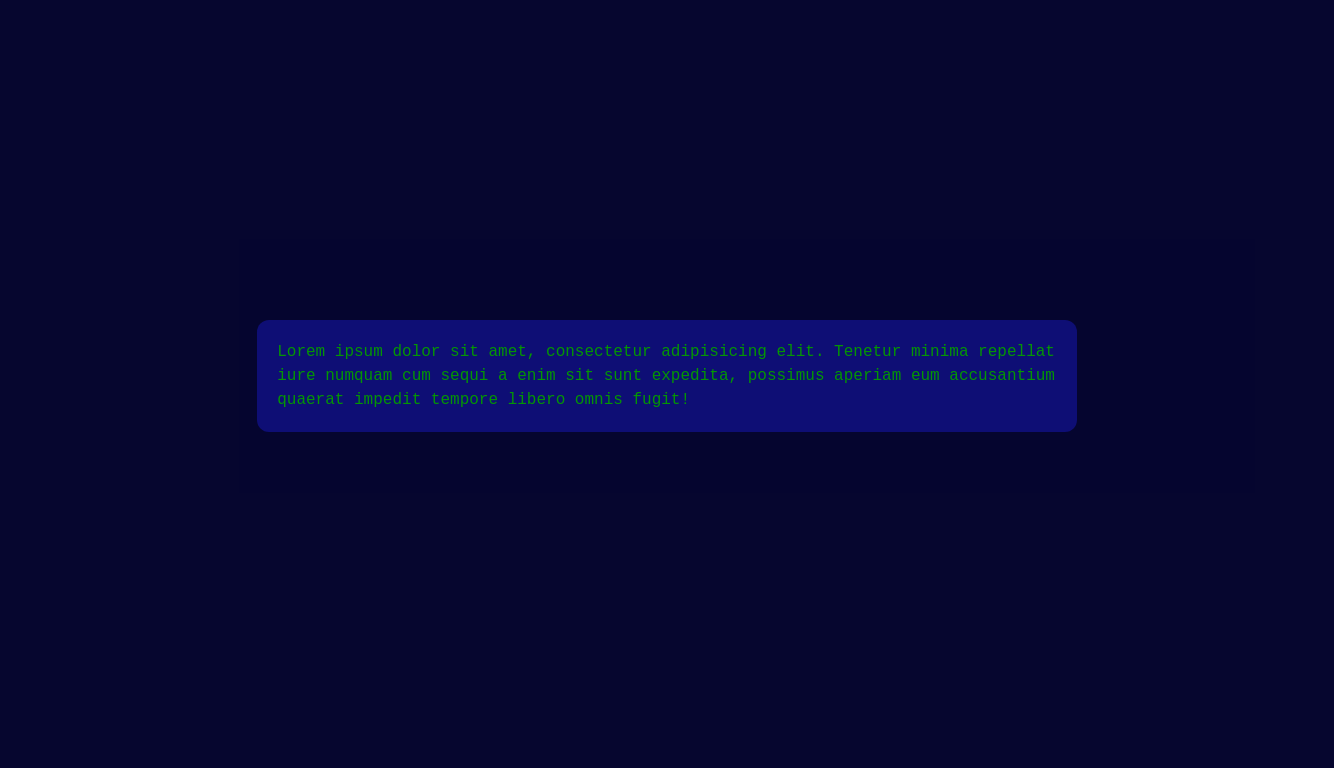 Lorem ipsum dolor sit amet, consectetur adipisicing elit. Tenetur minima repellat
iure numquam cum sequi a enim sit sunt expedita, possimus aperiam eum accusantium
quaerat impedit tempore libero omnis fugit!